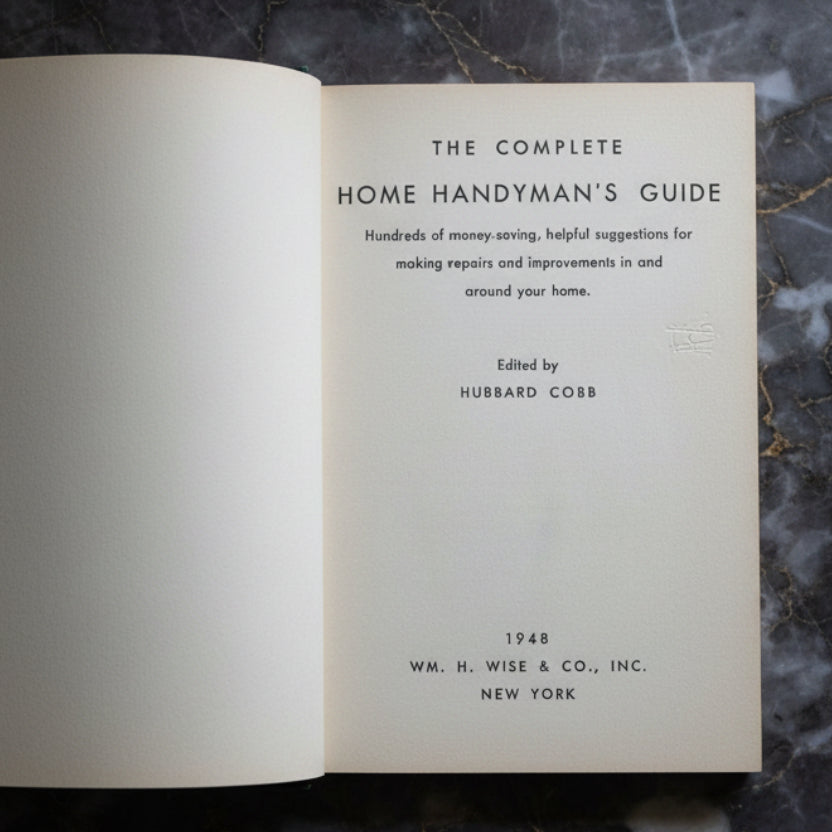 THE COMPLETE
HOME HANDYMAN'S GUIDE
Hundreds of money-saving, helpful suggestions for
making repairs and improvements in and
around your home.
Edited by
HUBBARD COBB
1948
WM. H. WISE & CO., INC.
NEW YORK